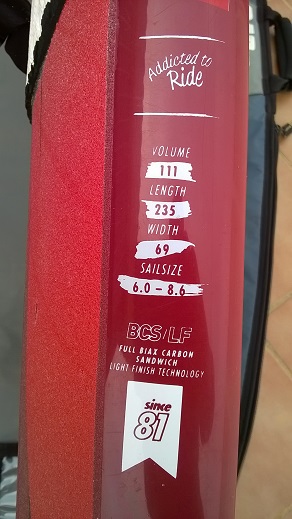 Addicted to
Ride
VOLUME
111
LENGTH
235
WIDTH
69
SAILSIZE
6.0 - 8.6
BCS/LF
FULL BIAX CARBON
SANDWICH
LIGHT FINISH TECHNOLOGY
since
81